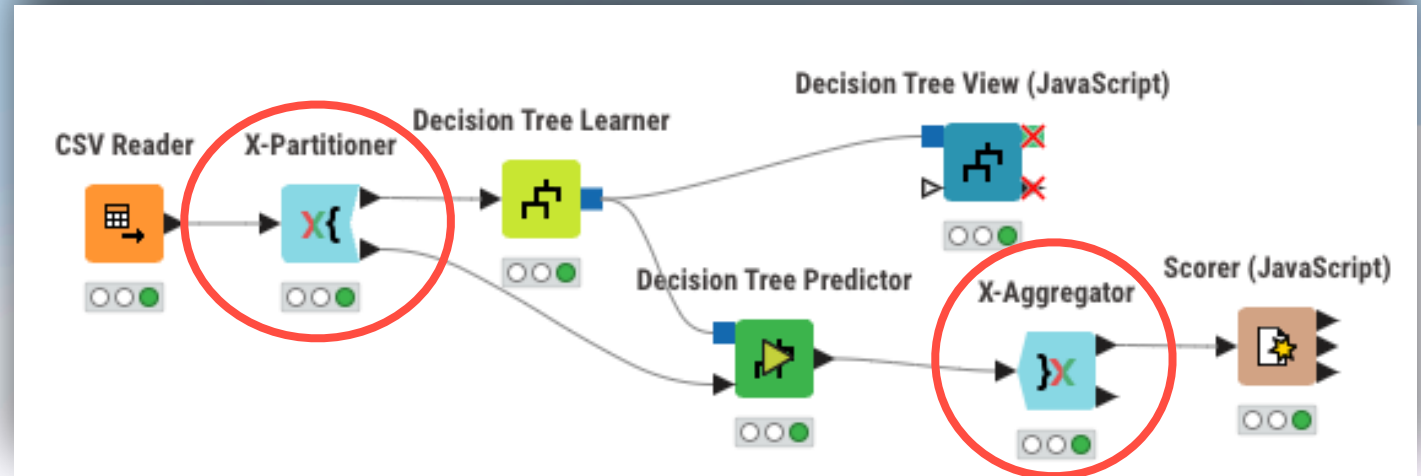 Decision Tree View (JavaScript)
Decision Tree Learner
CSV Reader
X-Partitioner
X{
Decision Tree Predictor
X-Aggregator
}X
Scorer (JavaScript)